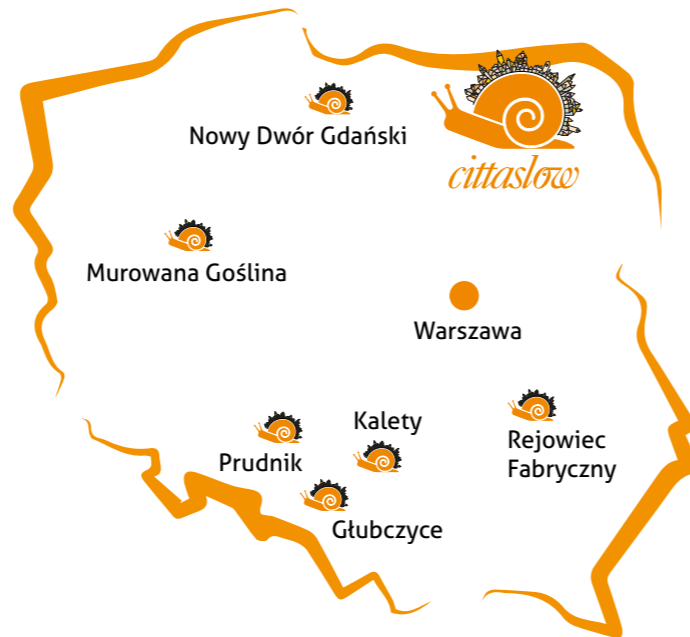 Nowy Dwór Gdański
cittaslow
Murowana Goślina
Warszawa
Kalety
Prudnik
Rejowiec
Fabryczny
Głubczyce